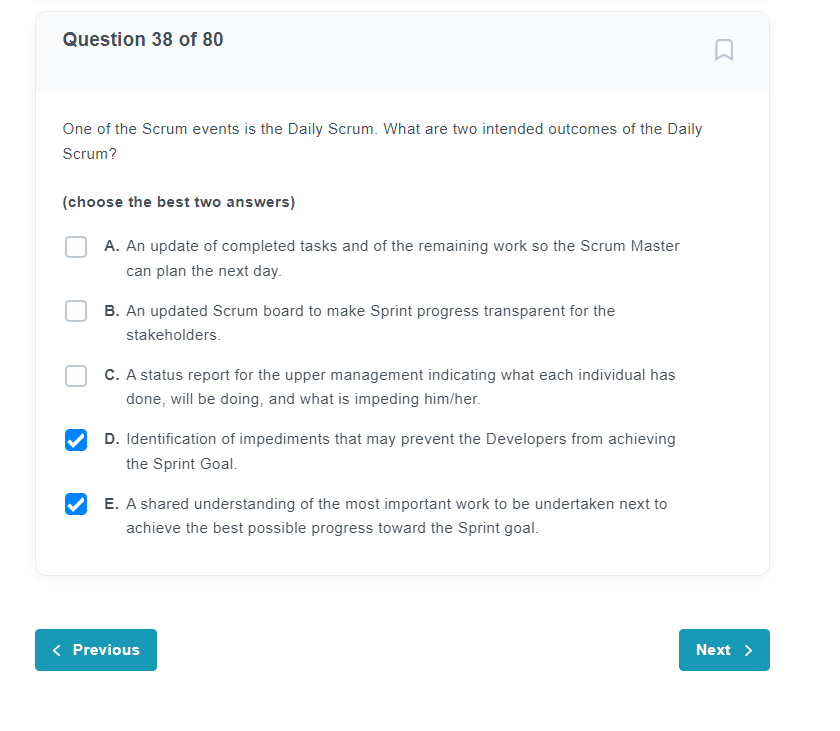 Question 38 of 80
One of the Scrum events is the Daily Scrum. What are two intended outcomes of the Daily
Scrum?
(choose the best two answers)
A. An update of completed tasks and of the remaining work so the Scrum Master
can plan the next day.
B. An updated Scrum board to make Sprint progress transparent for the
stakeholders.
C. A status report for the upper management indicating what each individual has
done, will be doing, and what is impeding him/her.
D. Identification of impediments that may prevent the Developers from achieving
the Sprint Goal.
E. A shared understanding of the most important work to be undertaken next to
achieve the best possible progress toward the Sprint goal.
Previous
Next